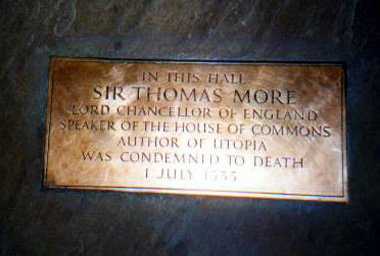 IN THIS HALL
SIR THOMAS MORE
LORD CHANCELLOR OF ENGLAND
SPEAKER OF THE HOUSE OF COMMONS
AUTHOR OF UTOPIA
WAS CONDEMNED TO DEATH
1 JULY 1535